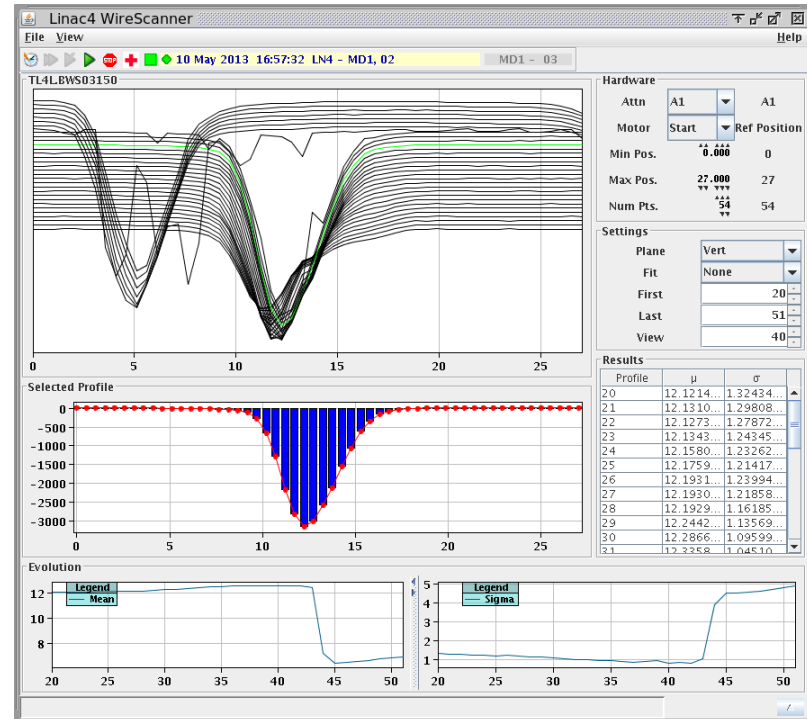 Linac4 WireScanner
File View Help
STOP 10 May 2013 16:57:32 LN4 - MD1, 02 MD1 - 03
TL4L.BWS03150
0 5 10 15 20 25
Hardware
Attn A1 A1
Motor Start Ref Position
Min Pos. 0.000 0
Max Pos. 27.000 27
Num Pts. 54 54
Settings
Plane Vert
Fit None
First 20
Last 51
View 40
Selected Profile
0
-500
-1000
-1500
-2000
-2500
-3000
0 5 10 15 20 25
Results
Profile μ σ
20 12.1214... 1.32434...
21 12.1310... 1.29808...
22 12.1273... 1.27872...
23 12.1343... 1.24345...
24 12.1580... 1.23262...
25 12.1759... 1.21417...
26 12.1931... 1.23994...
27 12.1930... 1.21858...
28 12.1929... 1.16185...
29 12.2442... 1.13569...
30 12.2866... 1.09599...
31 12.3358... 1.04510...
Evolution
Legend
Mean
12
10
8
20 25 30 35 40 45 50
Legend
Sigma
5
4
3
2
1
20 25 30 35 40 45 50